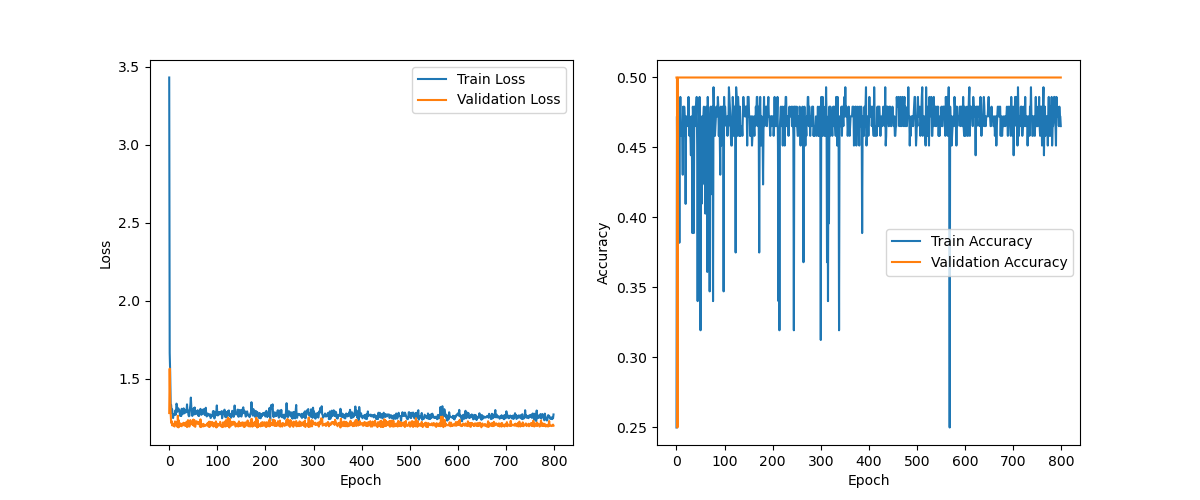 3.5
3.0
2.5
2.0
1.5
Loss
0 100 200 300 400 500 600 700 800
Epoch
Train Loss
Validation Loss
0.50
0.45
0.40
0.35
0.30
0.25
Accuracy
0 100 200 300 400 500 600 700 800
Epoch
Train Accuracy
Validation Accuracy